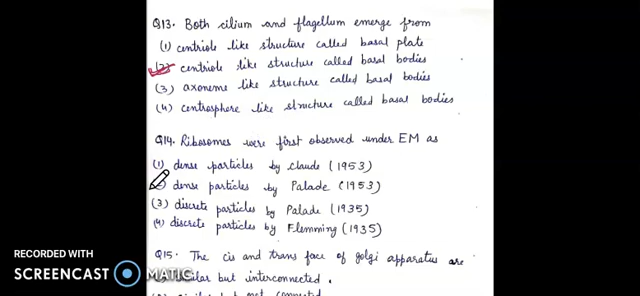 Q13. Both cilium and flagellum emerge from
(1) centriole like structure called basal plate
(2) centriole like structure called basal bodies
(3) axoneme like structure called basal bodies
(4) centrosphere like structure called basal bodies
Q14. Ribosomes were first observed under EM as
(1) dense particles by claude (1953)
dense particles by Palade (1953)
(3) discrete particles by Palade (1935)
(4) discrete particles by Flemming (1935)
Q15. The cis and trans face of golgi apparatus are
but interconnected.
RECORDED WITH
SCREENCAST MATIC